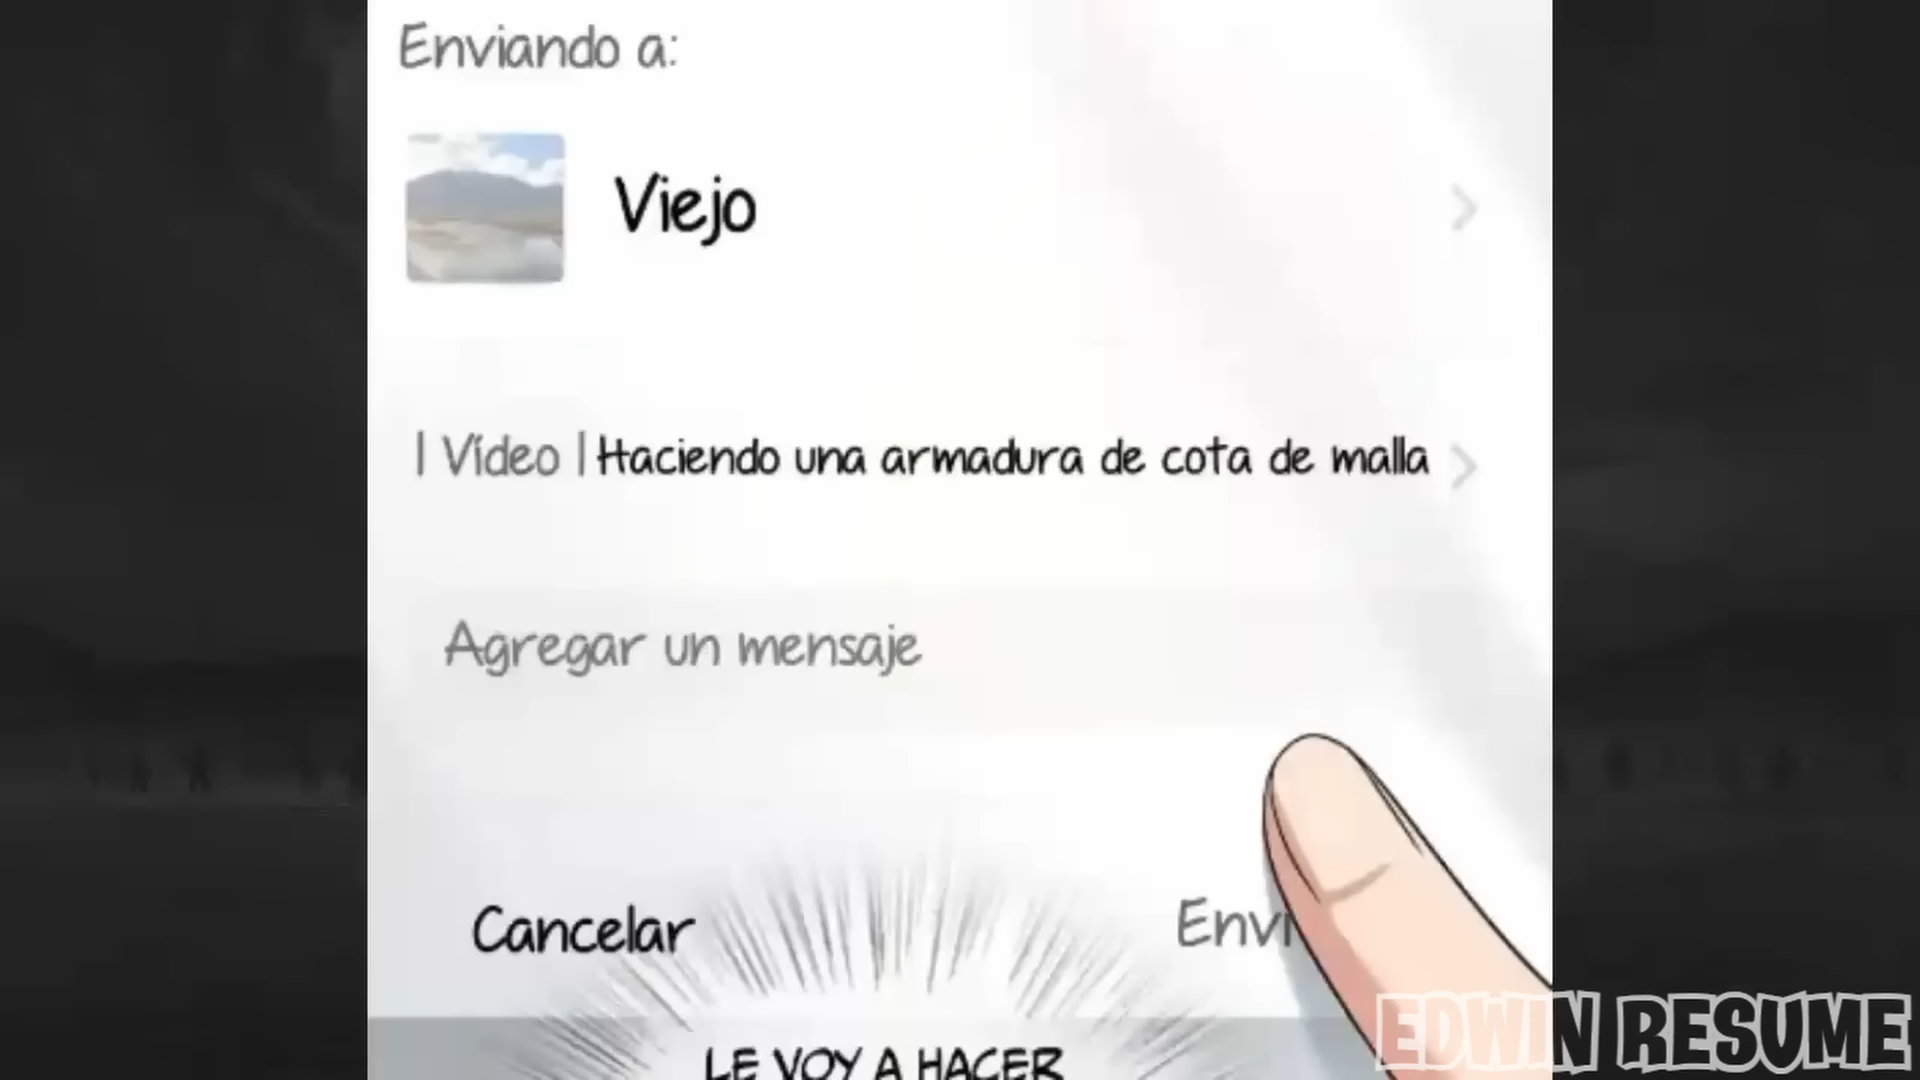 Enviando a:
Viejo
| Vídeo | Haciendo una armadura de cota de malla
Agregar un mensaje
Cancelar
Envi
LE VOY A HACER
EDWIN RESUME